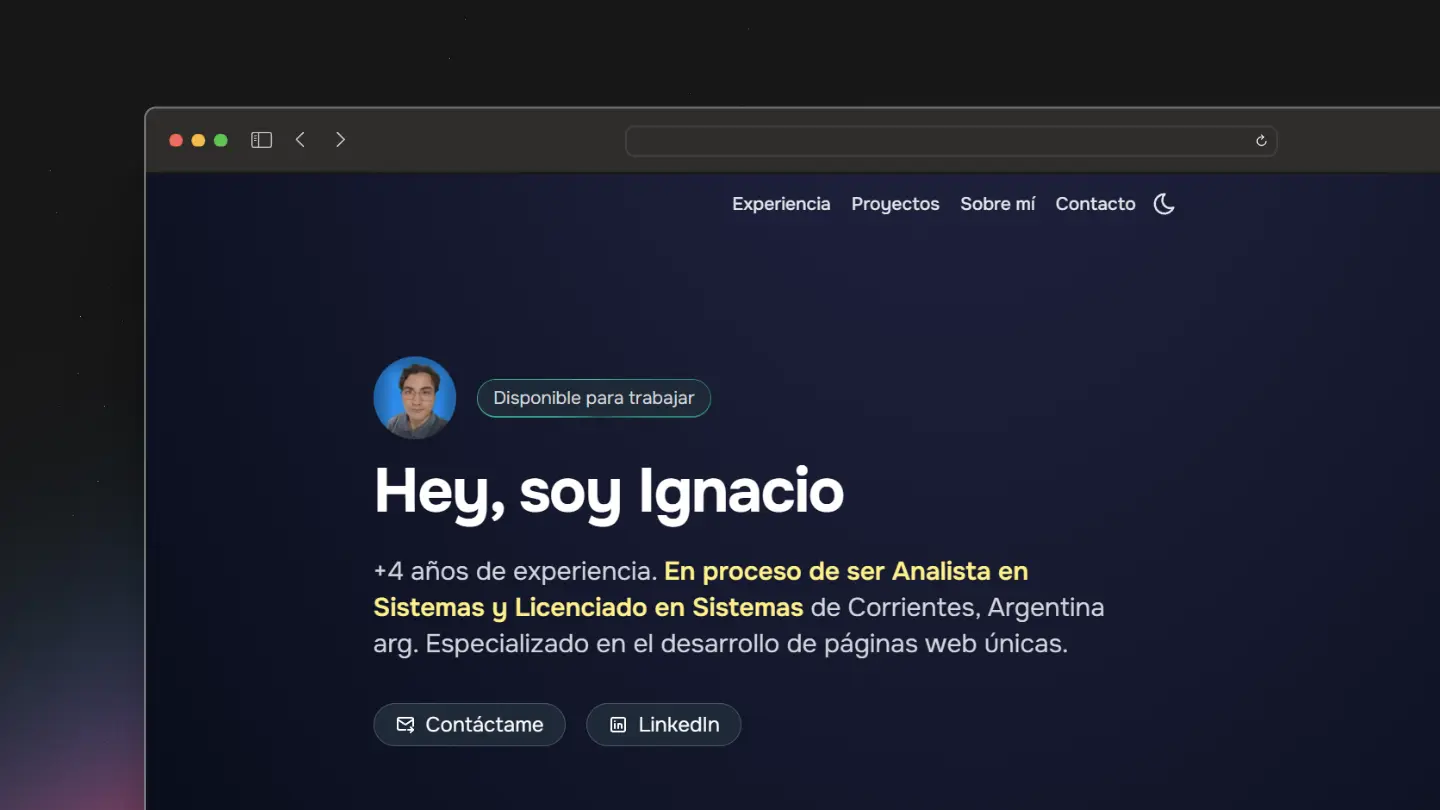 Experiencia Proyectos Sobre mí Contacto
Disponible para trabajar
Hey, soy Ignacio
+4 años de experiencia. En proceso de ser Analista en
Sistemas y Licenciado en Sistemas de Corrientes, Argentina
arg. Especializado en el desarrollo de páginas web únicas.
Contáctame LinkedIn